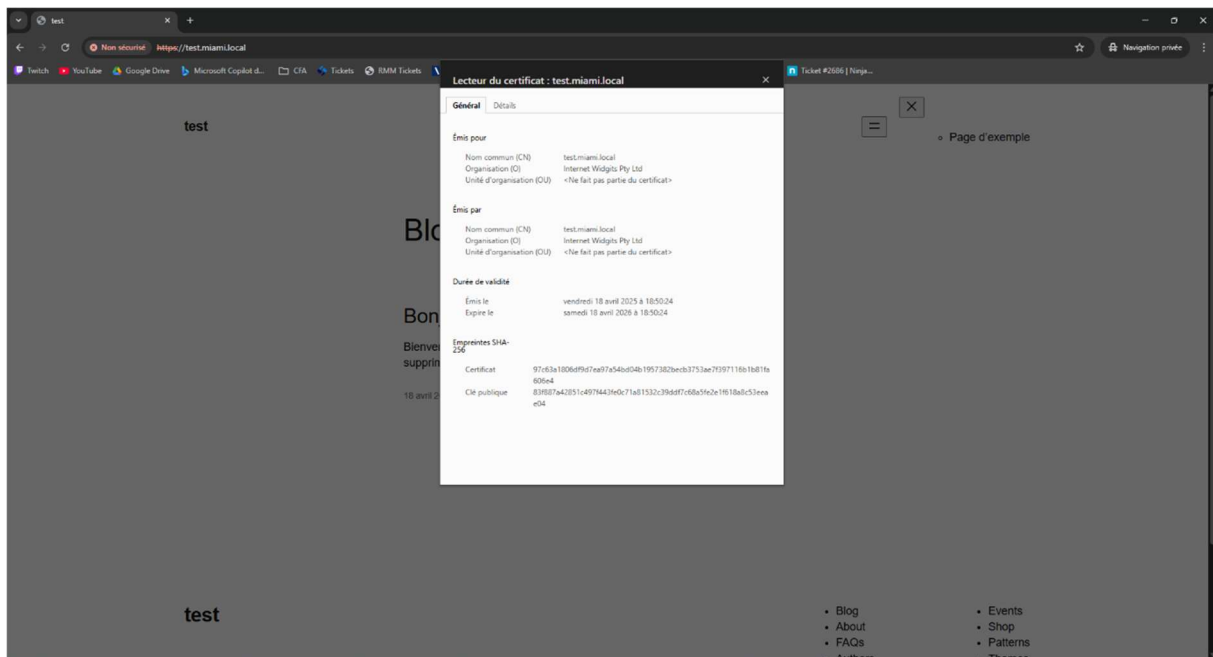 test
Non sécurisé https://test.miami.local
Navigation privée
Twitch YouTube Google Drive Microsoft Copilot d... CFA Tickets RMM Tickets Ticket #2686 | Ninja...
Lecteur du certificat : test.miami.local
Général Détails
test
Page d'exemple
Émis pour
Nom commun (CN) test.miami.local
Organisation (O) Internet Widgits Pty Ltd
Unité d'organisation (OU) <Ne fait pas partie du certificat>
Émis par
Nom commun (CN) test.miami.local
Organisation (O) Internet Widgits Pty Ltd
Unité d'organisation (OU) <Ne fait pas partie du certificat>
Blo
Durée de validité
Émis le vendredi 18 avril 2025 à 18:50:24
Expire le samedi 18 avril 2026 à 18:50:24
Bon
Empreintes SHA-
256
Bienve
supprin
Certificat 97c63a1806df9d7ea97a54bd04b1957382becb3753ae7f397116b1b81fa
606e4
Clé publique 83f887a42851c497f443fe0c71a81532c39ddf7c68a5fe2e1f618a8c53eea
e04
18 avril 2
test
Blog
About
FAQs
Authors
Events
Shop
Patterns
Themes